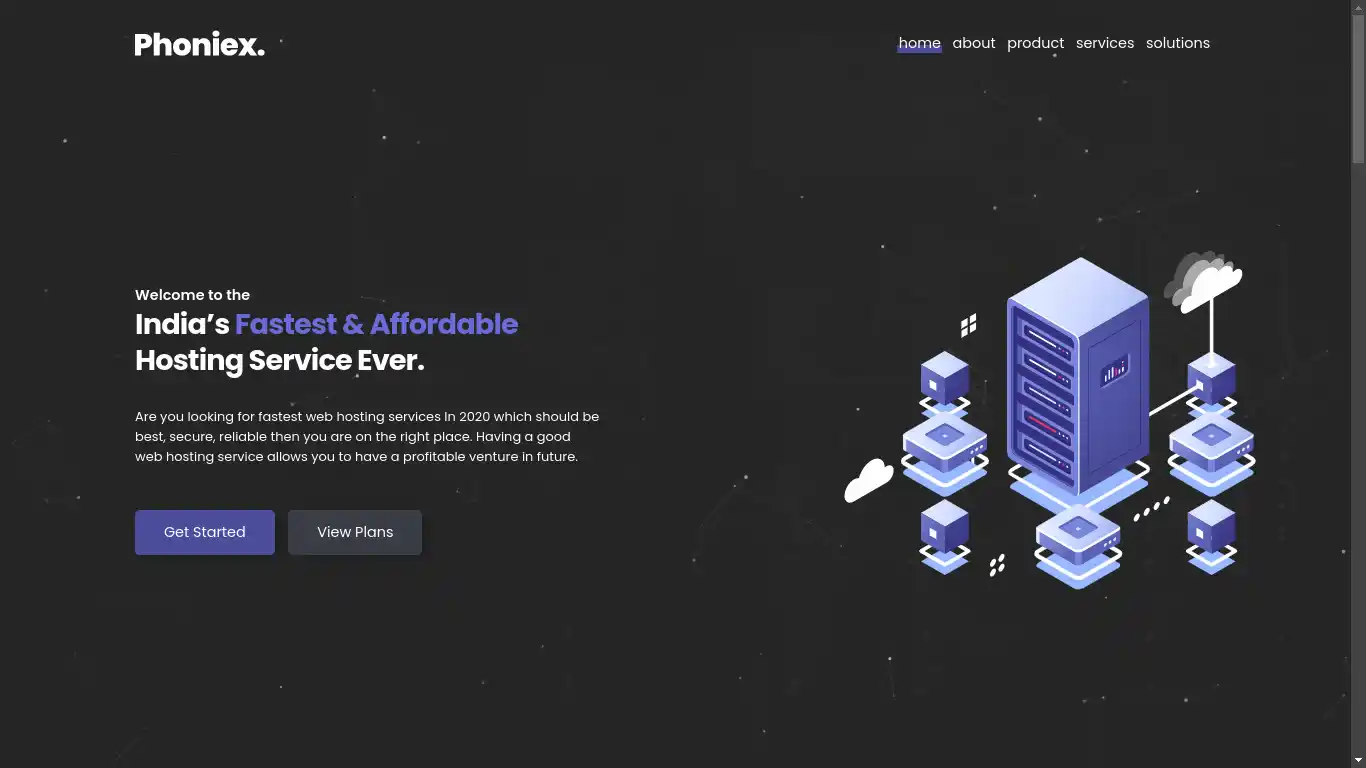 Phoniex.
home about product services solutions
Welcome to the
India’s Fastest & Affordable
Hosting Service Ever.
Are you looking for fastest web hosting services In 2020 which should be
best, secure, reliable then you are on the right place. Having a good
web hosting service allows you to have a profitable venture in future.
Get Started View Plans